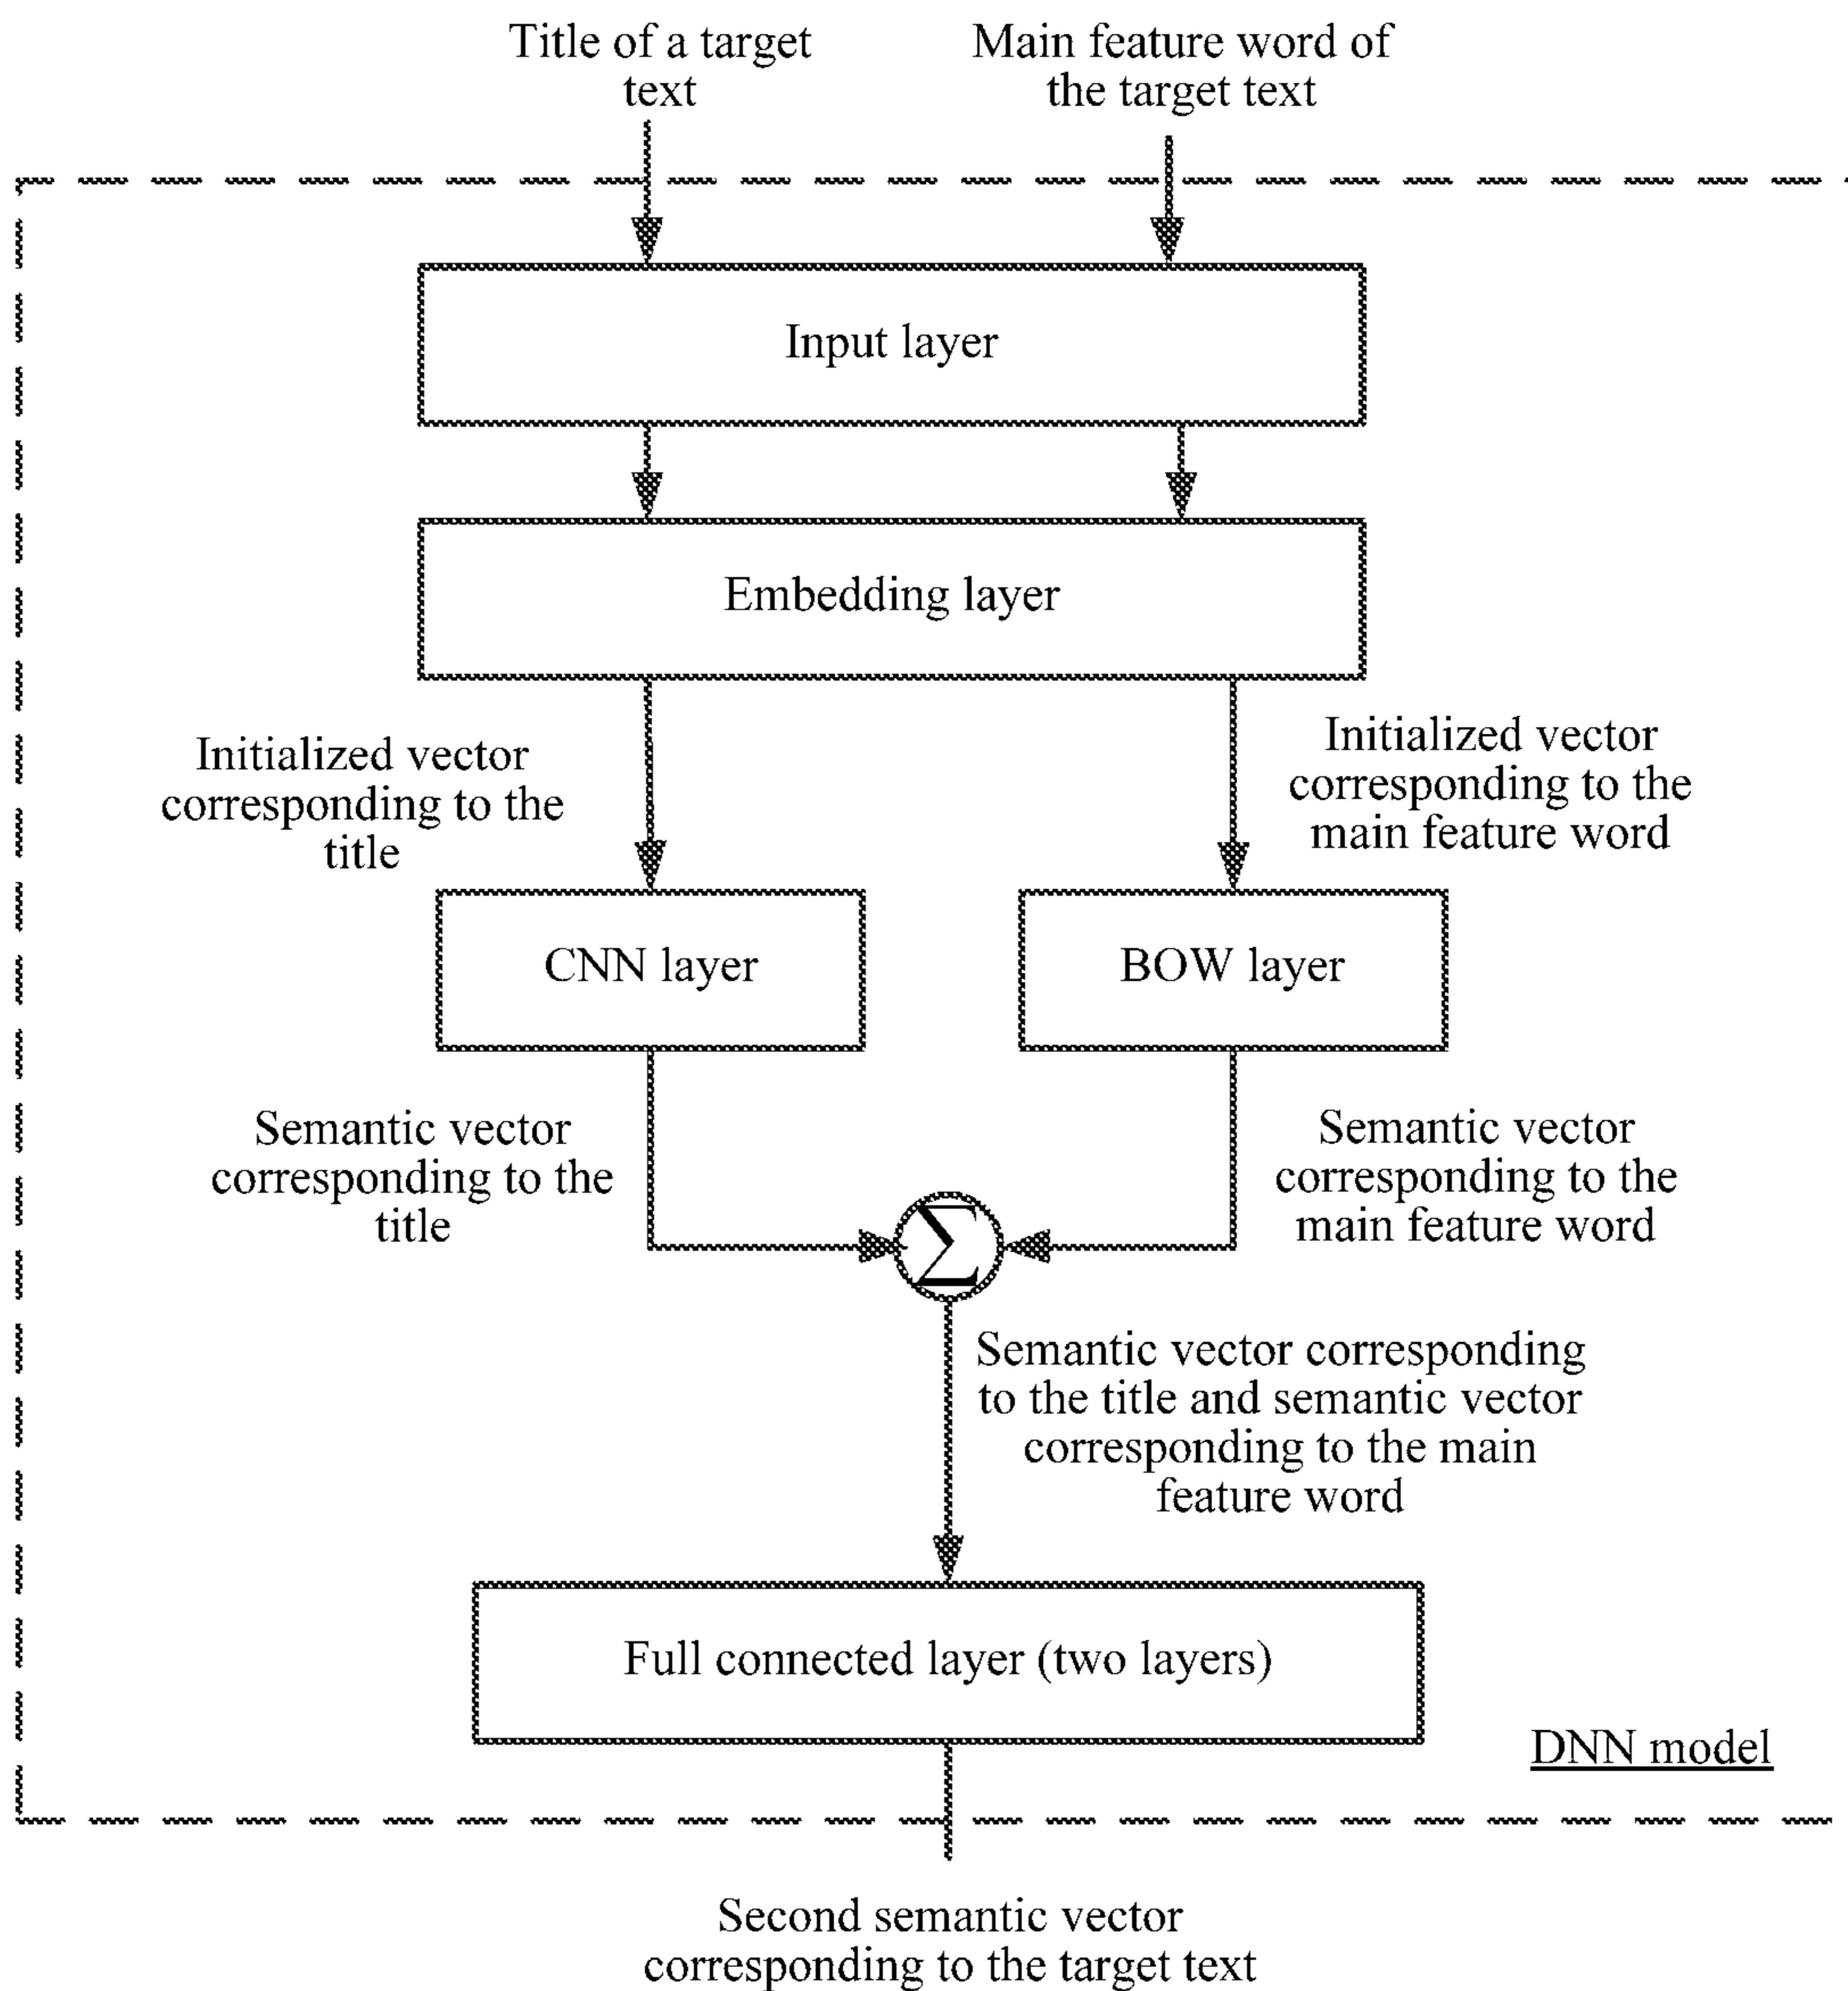 Title of a target
text
Main feature word of
the target text
Input layer
Embedding layer
Initialized vector
corresponding to the
title
Initialized vector
corresponding to the
main feature word
CNN layer
BOW layer
Semantic vector
corresponding to the
title
Semantic vector
corresponding to the
main feature word
Σ
Semantic vector corresponding
to the title and semantic vector
corresponding to the main
feature word
Full connected layer (two layers)
DNN model
Second semantic vector
corresponding to the target text